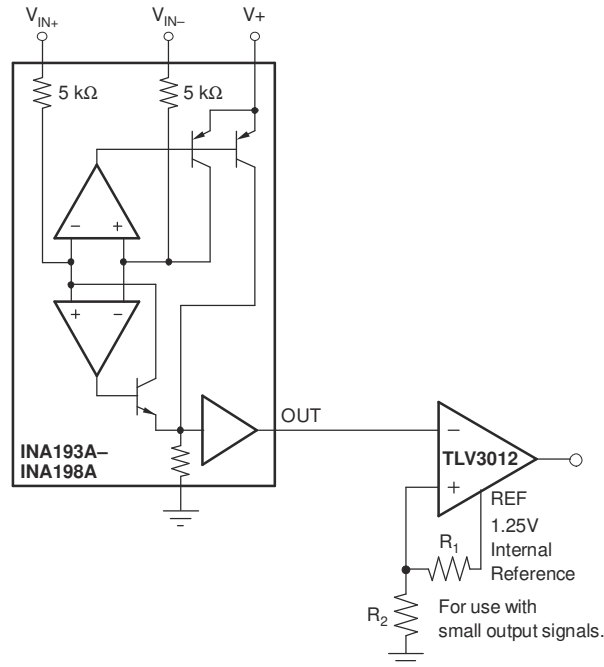 VIN+
VIN−
V+
5 kΩ
5 kΩ
−
+
+
−
OUT
INA193A−
INA198A
−
TLV3012
+
REF
1.25V
Internal
Reference
R1
R2
For use with
small output signals.